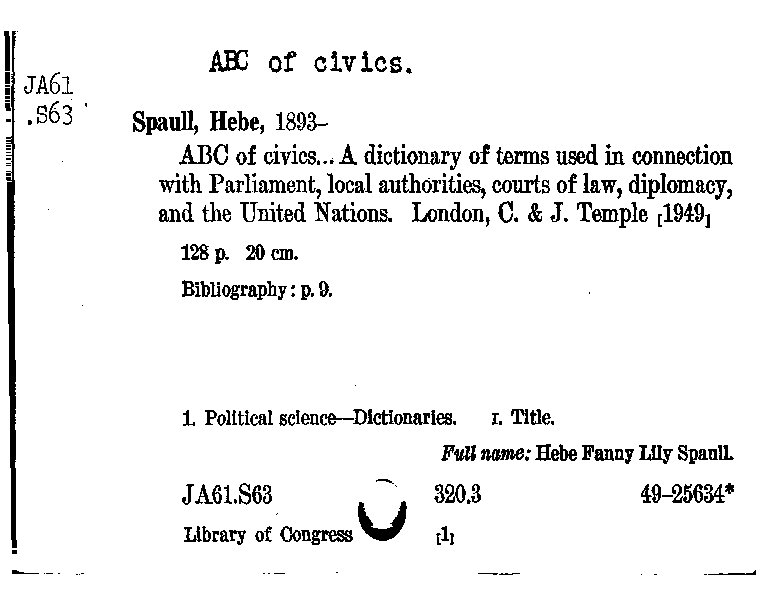 ABC of civics.
JA61
.S63
Spaull, Hebe, 1893–
ABC of civics... A dictionary of terms used in connection
with Parliament, local authorities, courts of law, diplomacy,
and the United Nations. London, C. & J. Temple [1949]
128 p. 20 cm.
Bibliography: p. 9.
1. Political science—Dictionaries. I. Title.
Full name: Hebe Fanny Lily Spaull.
JA61.S63 320.3 49–25634*
Library of Congress [1]